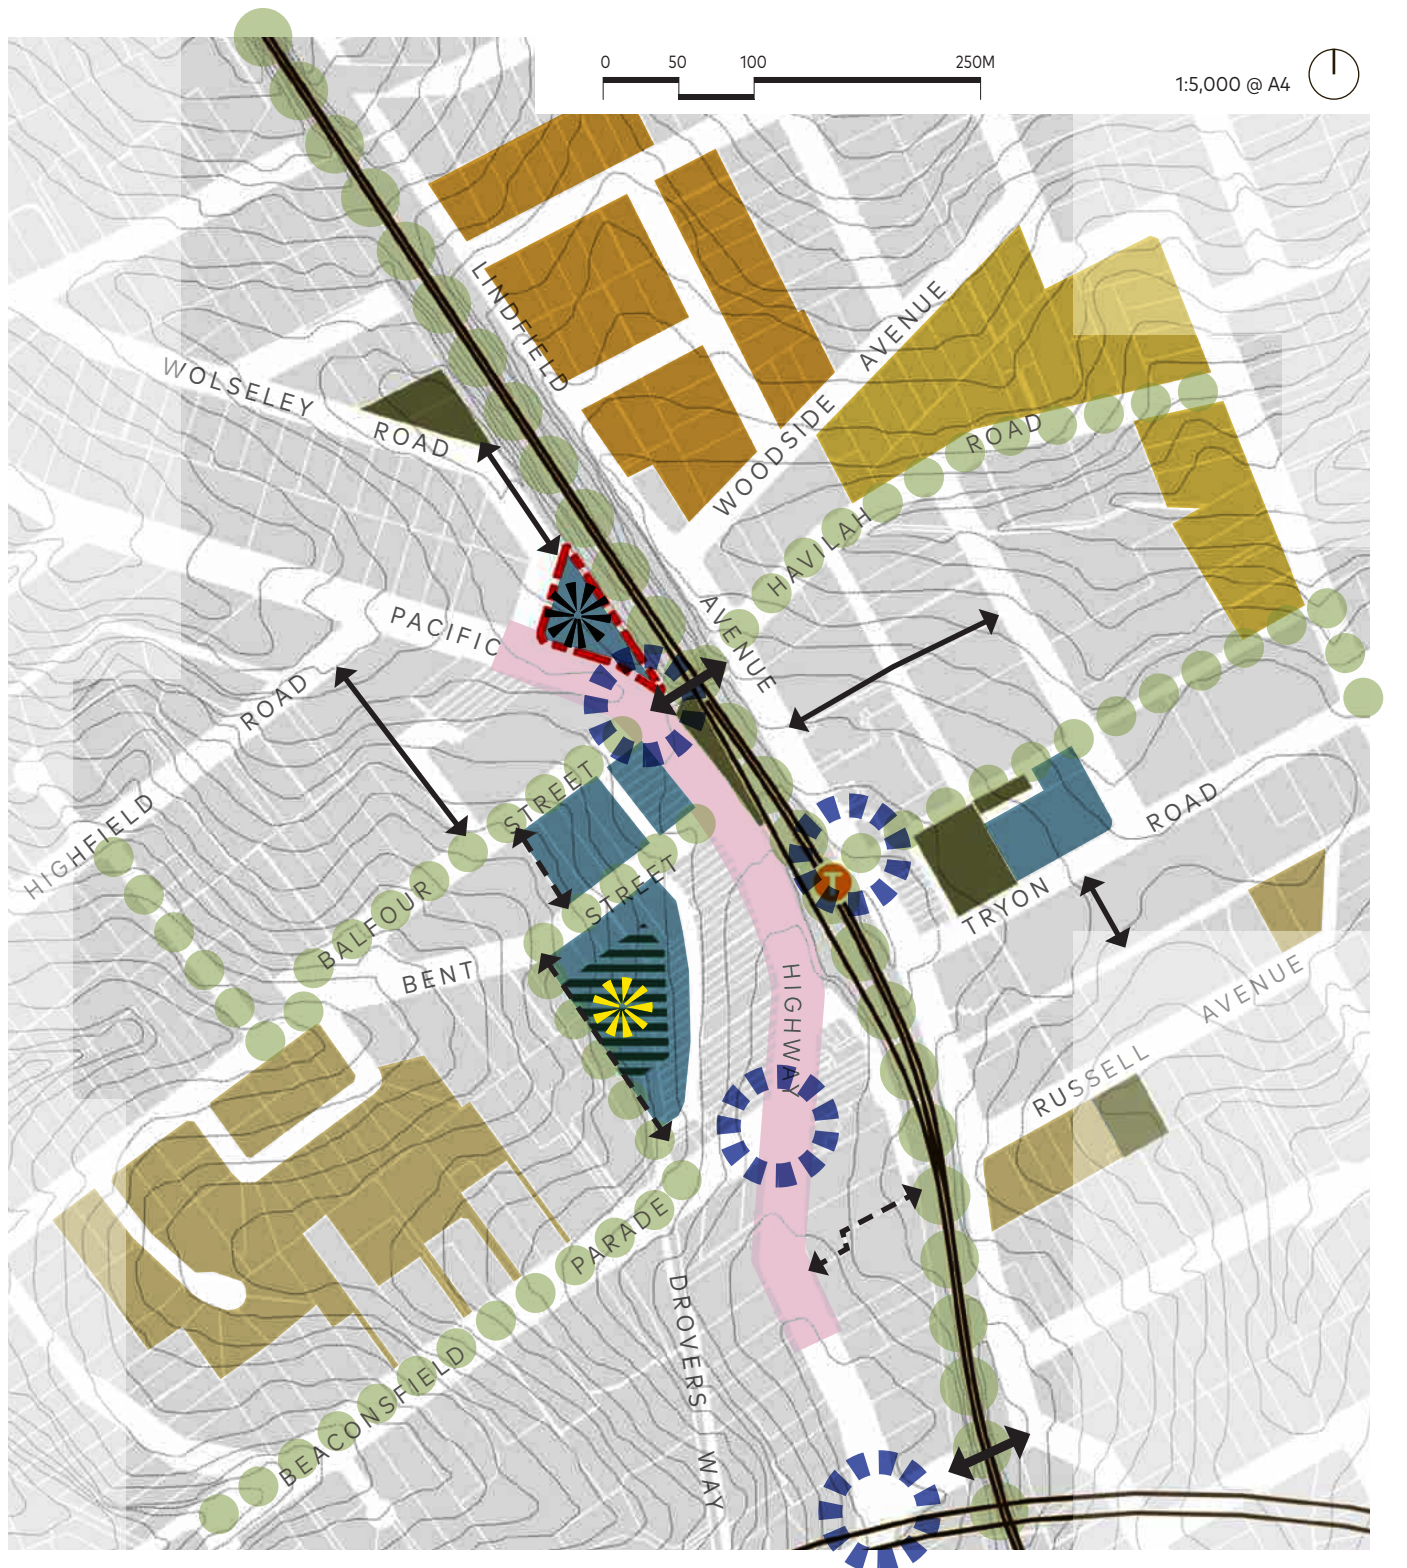 0 50 100 250M
1:5,000 @ A4
LINDFIELD
AVENUE
WOODSIDE AVENUE
WOLSELEY ROAD
HAVILAH ROAD
PACIFIC
HIGHWAY
HIGHFIELD ROAD
BALFOUR STREET
BENT STREET
T
TRYON ROAD
RUSSELL AVENUE
BEACONSFIELD PARADE
DROVERS WAY